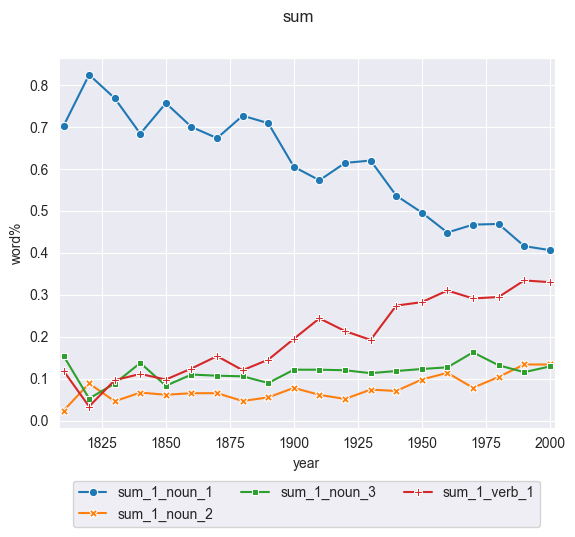 sum
0.8
0.7
0.6
0.5
0.4
0.3
0.2
0.1
0.0
word%
1825 1850 1875 1900 1925 1950 1975 2000
year
sum_1_noun_1 sum_1_noun_3 sum_1_verb_1
sum_1_noun_2